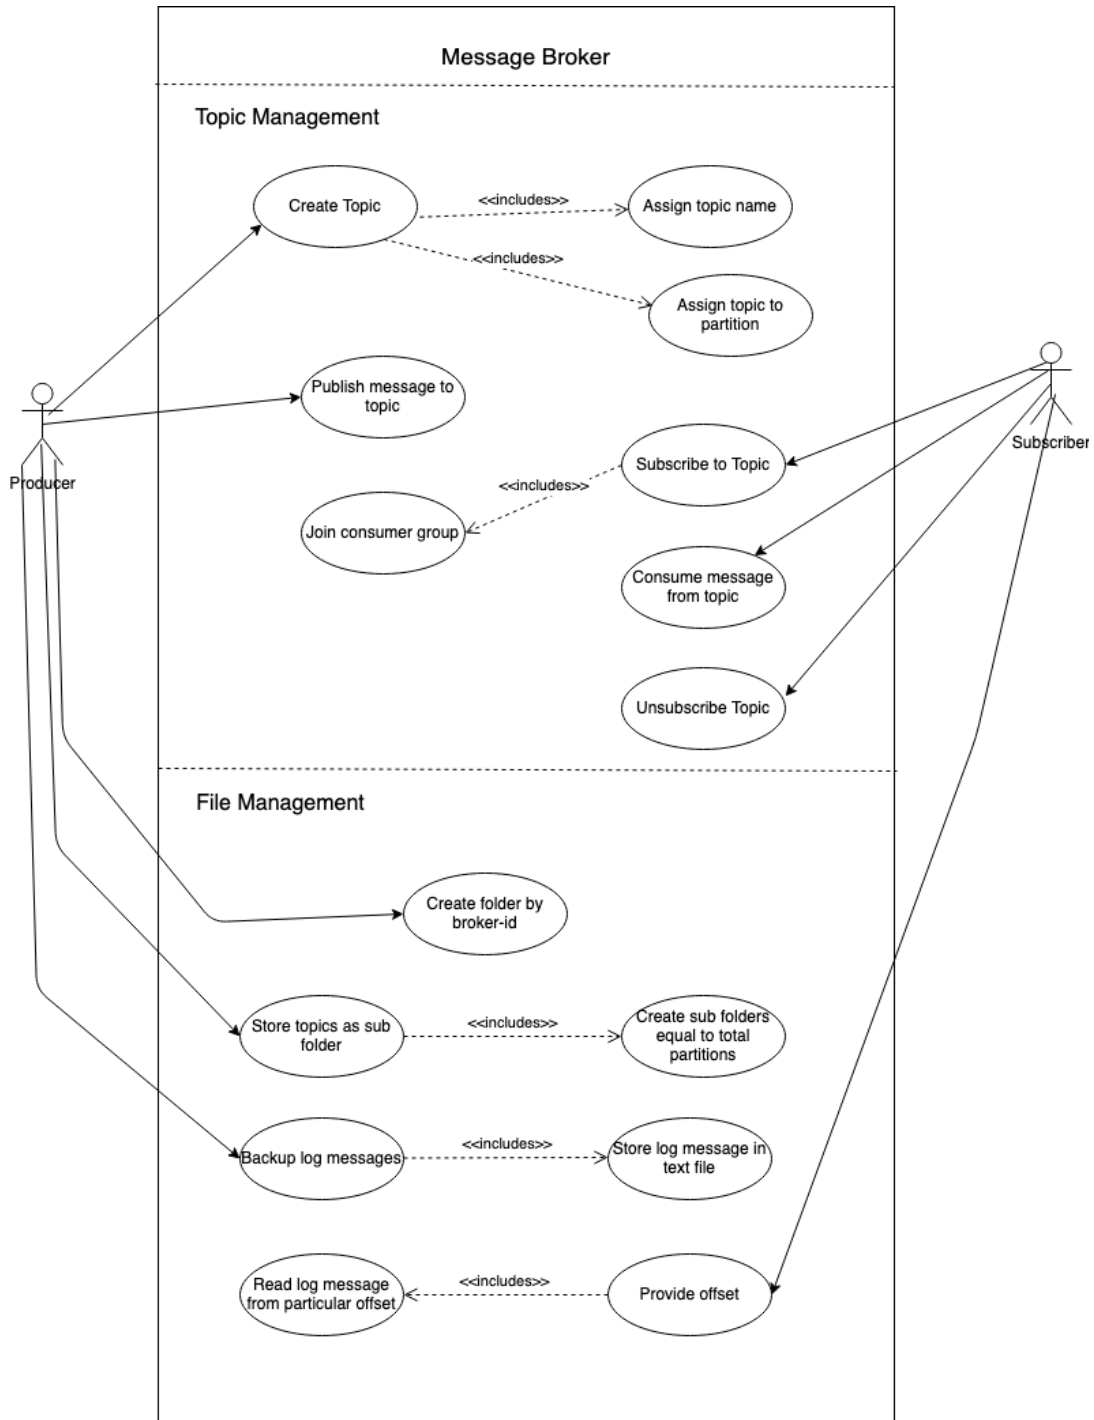 Message Broker
Topic Management
Create Topic
<<includes>>
Assign topic name
<<includes>>
Assign topic to
partition
Publish message to
topic
Producer
Subscriber
Subscribe to Topic
<<includes>>
Join consumer group
Consume message
from topic
Unsubscribe Topic
File Management
Create folder by
broker-id
Store topics as sub
folder
<<includes>>
Create sub folders
equal to total
partitions
Backup log messages
<<includes>>
Store log message in
text file
Read log message
from particular offset
<<includes>>
Provide offset